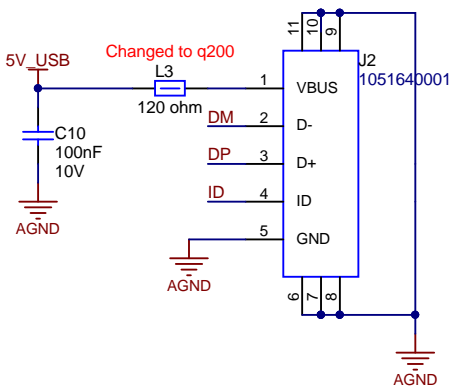 11
10
9
Changed to q200
5V_USB
L3
J2
1051640001
120 ohm
1
VBUS
DM
2
D-
C10
100nF
10V
DP
3
D+
ID
4
ID
5
GND
AGND
AGND
6
7
8
AGND